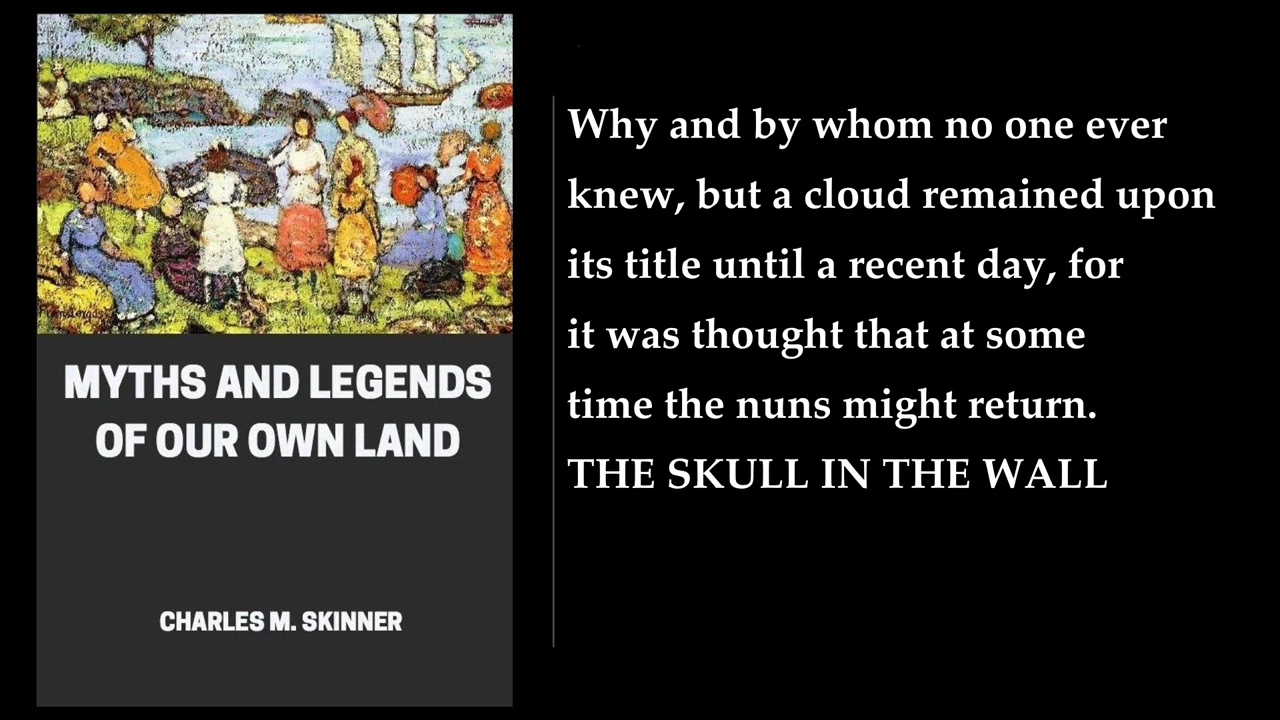 MYTHS AND LEGENDS
OF OUR OWN LAND
CHARLES M. SKINNER
Why and by whom no one ever
knew, but a cloud remained upon
its title until a recent day, for
it was thought that at some
time the nuns might return.
THE SKULL IN THE WALL